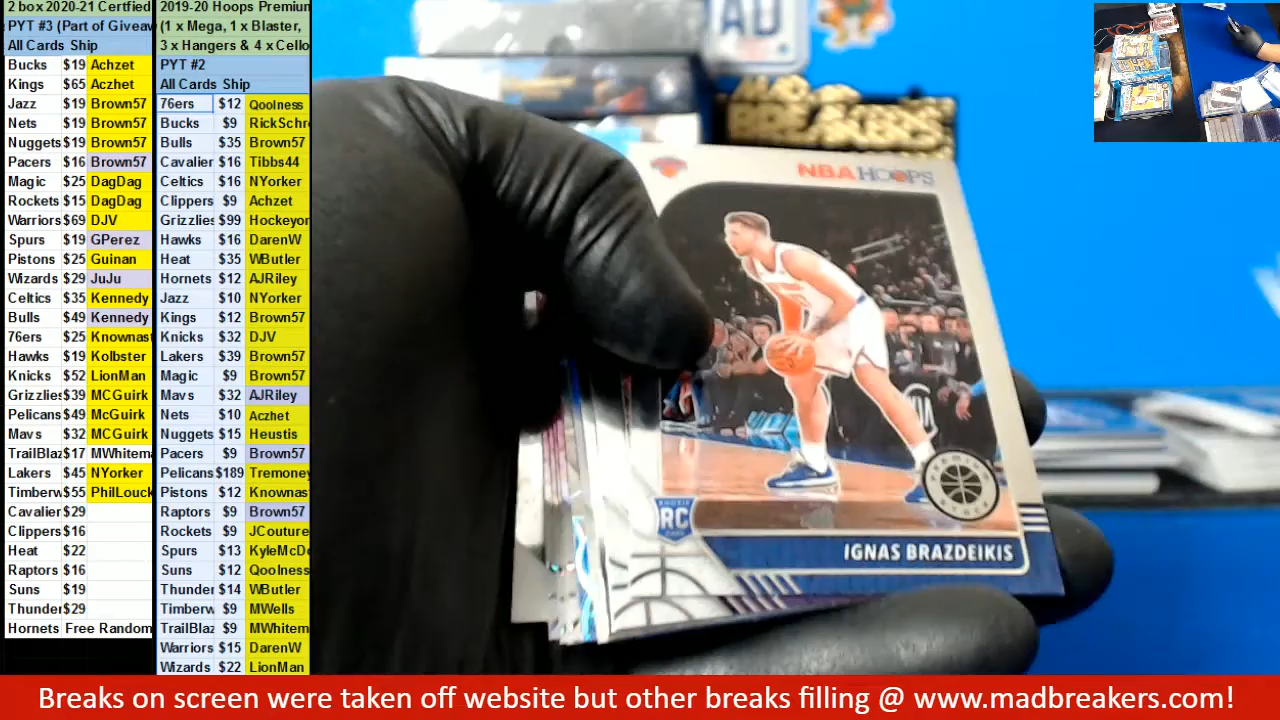 2 box 2020-21 Certfied
PYT #3 (Part of Giveaw
All Cards Ship
Bucks $19 Achzet
Kings $65 Aczhet
Jazz $19 Brown57
Nets $19 Brown57
Nuggets $19 Brown57
Pacers $16 Brown57
Magic $25 DagDag
Rockets $15 DagDag
Warriors $69 DJV
Spurs $19 GPerez
Pistons $25 Guinan
Wizards $29 JuJu
Celtics $35 Kennedy
Bulls $49 Kennedy
76ers $25 Knownast
Hawks $19 Kolbster
Knicks $52 LionMan
Grizzlies $39 MCGuirk
Pelicans $49 McGuirk
Mavs $32 MCGuirk
TrailBlaz $17 MWhitem
Lakers $45 NYorker
Timberw $55 PhilLouck
Cavalier $29
Clippers $16
Heat $22
Raptors $16
Suns $19
Thunder $29
Hornets Free Random
2019-20 Hoops Premium
(1 x Mega, 1 x Blaster,
3 x Hangers & 4 x Cello
PYT #2
All Cards Ship
76ers $12 Qoolness
Bucks $9 RickSchr
Bulls $35 Brown57
Cavalier $16 Tibbs44
Celtics $16 NYorker
Clippers $9 Achzet
Grizzlies $99 Hockeyor
Hawks $16 DarenW
Heat $35 WButler
Hornets $12 AJRiley
Jazz $10 NYorker
Kings $12 Brown57
Knicks $32 DJV
Lakers $39 Brown57
Magic $9 Brown57
Mavs $32 AJRiley
Nets $10 Aczhet
Nuggets $15 Heustis
Pacers $9 Brown57
Pelicans $189 Tremoney
Pistons $12 Knownas
Raptors $9 Brown57
Rockets $9 JCouture
Spurs $13 KyleMcD
Suns $12 Qoolness
Thunder $14 WButler
Timberw $9 MWells
TrailBlaz $9 MWhitem
Warriors $15 DarenW
Wizards $22 LionMan
AD
BREAKERS
NBA HOOPS
RC
IGNAS BRAZDEIKIS
Breaks on screen were taken off website but other breaks filling @ www.madbreakers.com!